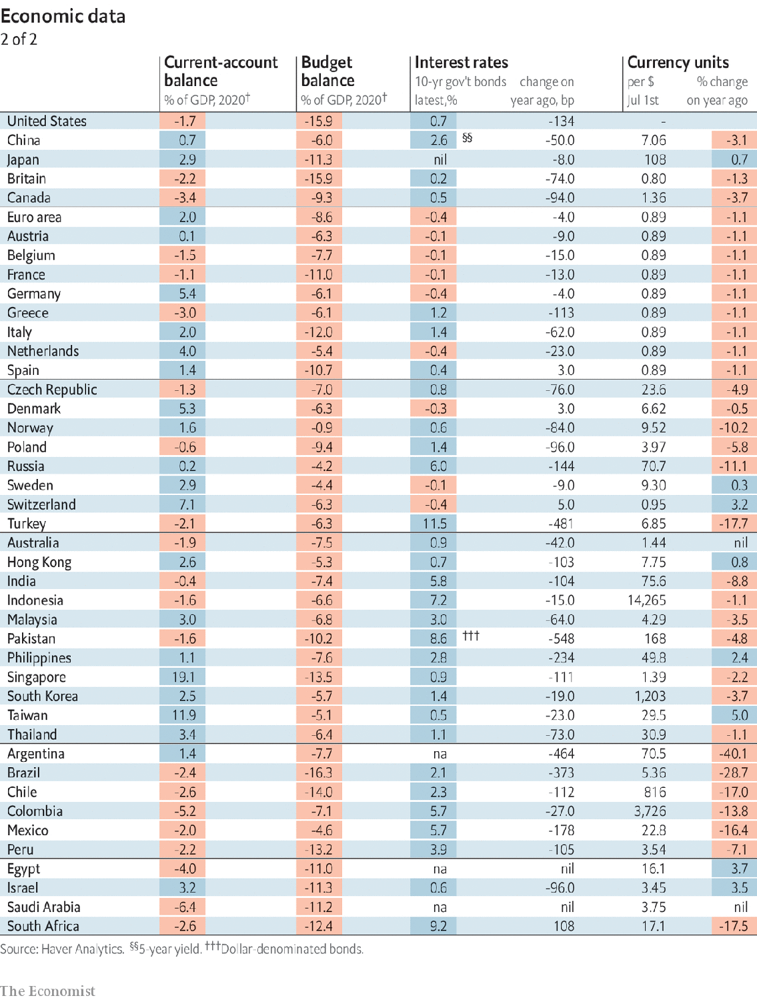 Economic data
2 of 2
Current-account balance Budget balance Interest rates Currency units
% of GDP, 2020† % of GDP, 2020† 10-yr gov't bonds latest,% change on year ago, bp per $ Jul 1st % change on year ago
United States -1.7 -15.9 0.7 -134 -
China 0.7 -6.0 2.6 §§ -50.0 7.06 -3.1
Japan 2.9 -11.3 nil -8.0 108 0.7
Britain -2.2 -15.9 0.2 -74.0 0.80 -1.3
Canada -3.4 -9.3 0.5 -94.0 1.36 -3.7
Euro area 2.0 -8.6 -0.4 -4.0 0.89 -1.1
Austria 0.1 -6.3 -0.1 -9.0 0.89 -1.1
Belgium -1.5 -7.7 -0.1 -15.0 0.89 -1.1
France -1.1 -11.0 -0.1 -13.0 0.89 -1.1
Germany 5.4 -6.1 -0.4 -4.0 0.89 -1.1
Greece -3.0 -6.1 1.2 -113 0.89 -1.1
Italy 2.0 -12.0 1.4 -62.0 0.89 -1.1
Netherlands 4.0 -5.4 -0.4 -23.0 0.89 -1.1
Spain 1.4 -10.7 0.4 3.0 0.89 -1.1
Czech Republic -1.3 -7.0 0.8 -76.0 23.6 -4.9
Denmark 5.3 -6.3 -0.3 3.0 6.62 -0.5
Norway 1.6 -0.9 0.6 -84.0 9.52 -10.2
Poland -0.6 -9.4 1.4 -96.0 3.97 -5.8
Russia 0.2 -4.2 6.0 -144 70.7 -11.1
Sweden 2.9 -4.4 -0.1 -9.0 9.30 0.3
Switzerland 7.1 -6.3 -0.4 5.0 0.95 3.2
Turkey -2.1 -6.3 11.5 -481 6.85 -17.7
Australia -1.9 -7.5 0.9 -42.0 1.44 nil
Hong Kong 2.6 -5.3 0.7 -103 7.75 0.8
India -0.4 -7.4 5.8 -104 75.6 -8.8
Indonesia -1.6 -6.6 7.2 -15.0 14,265 -1.1
Malaysia 3.0 -6.8 3.0 -64.0 4.29 -3.5
Pakistan -1.6 -10.2 8.6 ††† -548 168 -4.8
Philippines 1.1 -7.6 2.8 -234 49.8 2.4
Singapore 19.1 -13.5 0.9 -111 1.39 -2.2
South Korea 2.5 -5.7 1.4 -19.0 1,203 -3.7
Taiwan 11.9 -5.1 0.5 -23.0 29.5 5.0
Thailand 3.4 -6.4 1.1 -73.0 30.9 -1.1
Argentina 1.4 -7.7 na -464 70.5 -40.1
Brazil -2.4 -16.3 2.1 -373 5.36 -28.7
Chile -2.6 -14.0 2.3 -112 816 -17.0
Colombia -5.2 -7.1 5.7 -27.0 3,726 -13.8
Mexico -2.0 -4.6 5.7 -178 22.8 -16.4
Peru -2.2 -13.2 3.9 -105 3.54 -7.1
Egypt -4.0 -11.0 na nil 16.1 3.7
Israel 3.2 -11.3 0.6 -96.0 3.45 3.5
Saudi Arabia -6.4 -11.2 na nil 3.75 nil
South Africa -2.6 -12.4 9.2 108 17.1 -17.5
Source: Haver Analytics. §§5-year yield. †††Dollar-denominated bonds.
The Economist